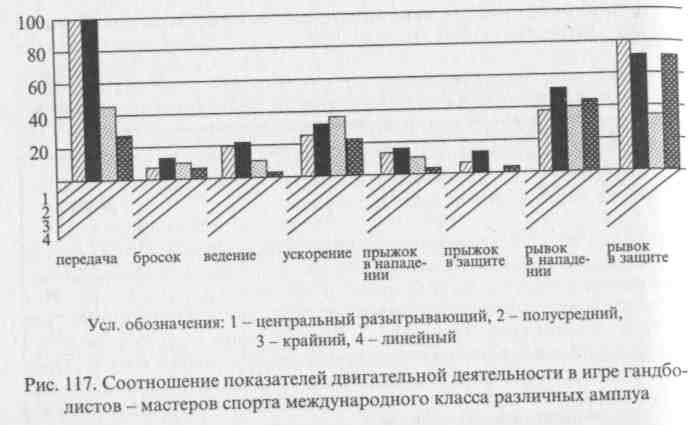 100
80
60
40
20
1
2
3
4
передача бросок ведение ускорение прыжок в нападе-нии прыжок в защите рывок в нападе-нии рывок в защите
Усл. обозначения: 1 – центральный разыгрывающий, 2 – полусредний,
3 – крайний, 4 – линейный
Рис. 117. Соотношение показателей двигательной деятельности в игре гандбо-
листов – мастеров спорта международного класса различных амплуа